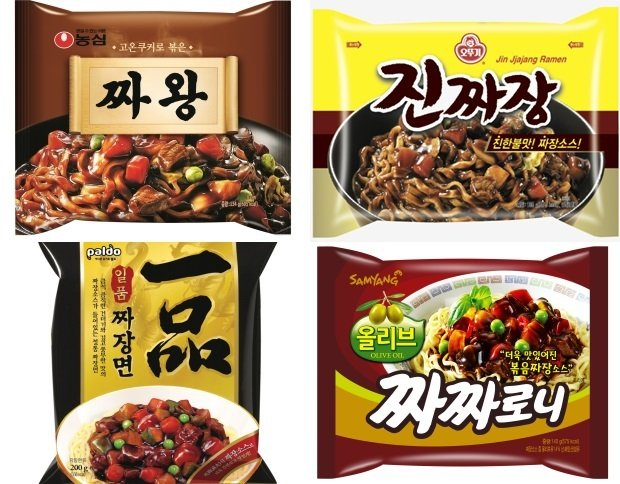 농심
고온쿠커로 볶은
짜왕
오뚜기
Jin Jjajang Ramen
진짜장
진한불맛! 짜장소스!
paldo
일품
짜장면
一品
200 g
SAMYANG
올리브
OLIVE OIL
"더욱 맛있어진
볶음짜장소스"
짜짜로니